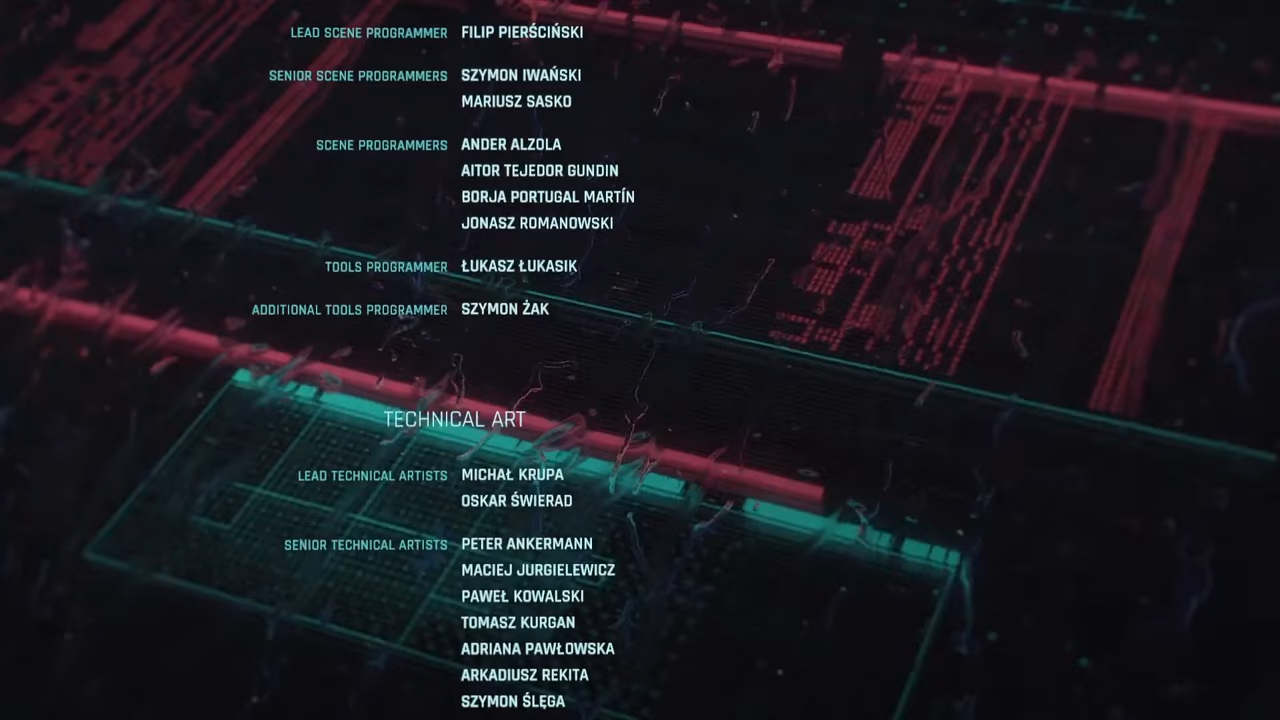 LEAD SCENE PROGRAMMER FILIP PIERŚCIŃSKI
SENIOR SCENE PROGRAMMERS SZYMON IWAŃSKI
MARIUSZ SASKO
SCENE PROGRAMMERS ANDER ALZOLA
AITOR TEJEDOR GUNDIN
BORJA PORTUGAL MARTÍN
JONASZ ROMANOWSKI
TOOLS PROGRAMMER ŁUKASZ ŁUKASIK
ADDITIONAL TOOLS PROGRAMMER SZYMON ŻAK
TECHNICAL ART
LEAD TECHNICAL ARTISTS MICHAŁ KRUPA
OSKAR ŚWIERAD
SENIOR TECHNICAL ARTISTS PETER ANKERMANN
MACIEJ JURGIELEWICZ
PAWEŁ KOWALSKI
TOMASZ KURGAN
ADRIANA PAWŁOWSKA
ARKADIUSZ REKITA
SZYMON ŚLĘGA